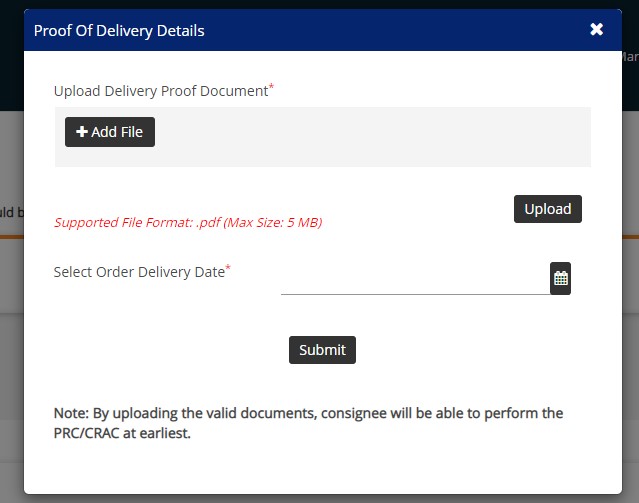 Proof Of Delivery Details
Upload Delivery Proof Document*
Add File
Upload
Supported File Format: .pdf (Max Size: 5 MB)
Select Order Delivery Date*
Submit
Note: By uploading the valid documents, consignee will be able to perform the
PRC/CRAC at earliest.